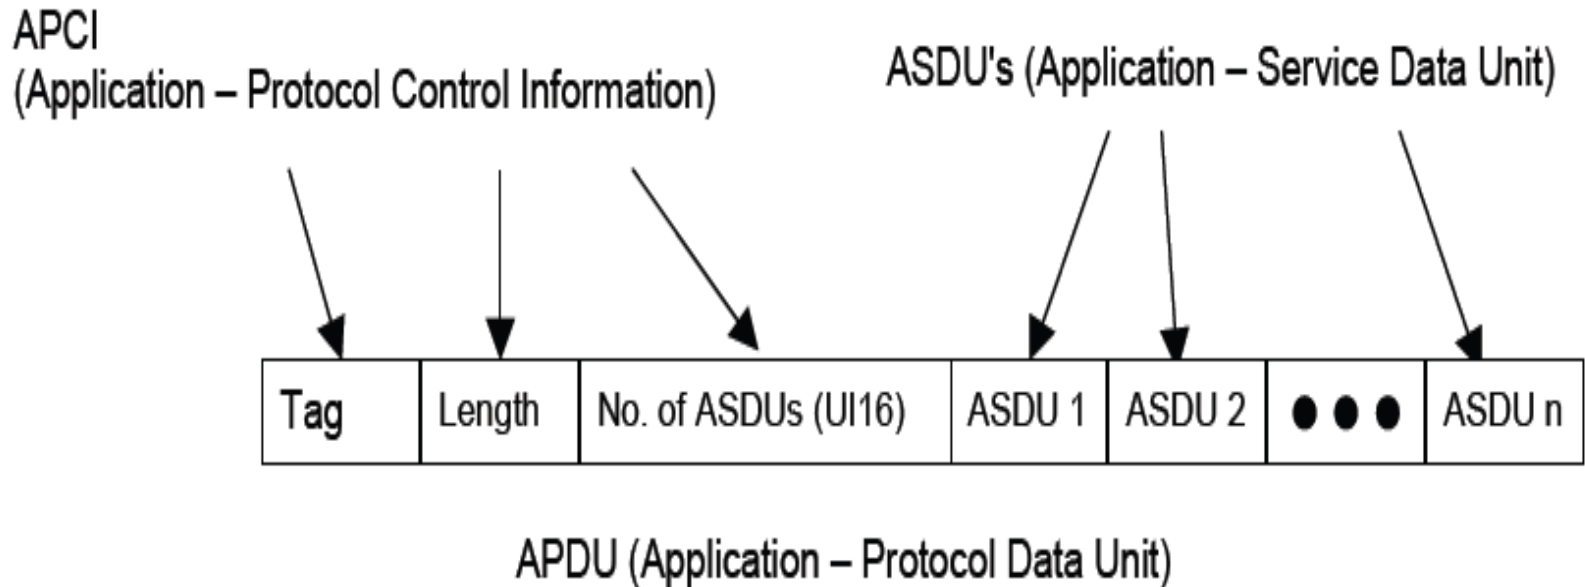 APCI
(Application – Protocol Control Information)
ASDU's (Application – Service Data Unit)
Tag
Length
No. of ASDUs (UI16)
ASDU 1
ASDU 2
ASDU n
APDU (Application – Protocol Data Unit)